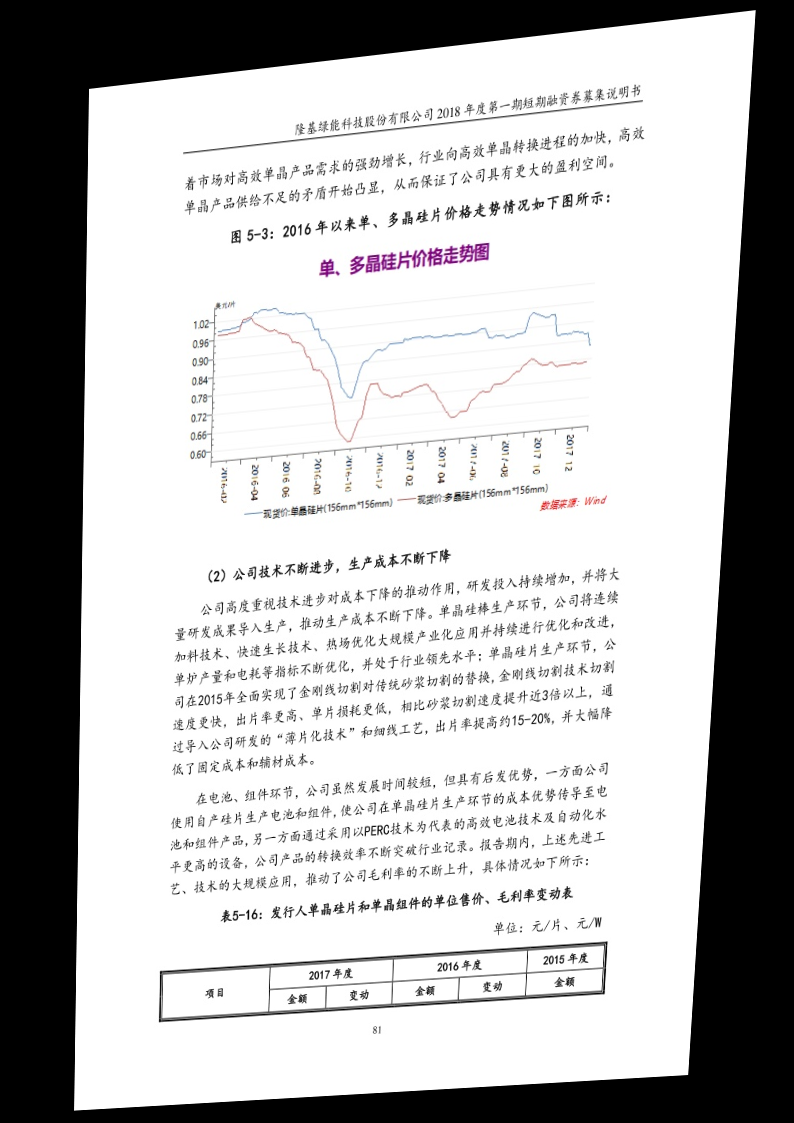 隆基绿能科技股份有限公司 2018 年度第一期短期融资券募集说明书
着市场对高效单晶产品需求的强劲增长，行业向高效单晶转换进程的加快，高效
单晶产品供给不足的矛盾开始凸显，从而保证了公司具有更大的盈利空间。
图 5-3：2016 年以来单、多晶硅片价格走势情况如下图所示：
单、多晶硅片价格走势图
美元/片
1.02
0.96
0.90
0.84
0.78
0.72
0.66
0.60
2016-02 2016-04 2016-06 2016-08 2016-10 2016-12 2017-02 2017-04 2017-06 2017-08 2017-10 2017-12
现货价:单晶硅片(156mm*156mm) 现货价:多晶硅片(156mm*156mm)
数据来源：Wind
（2）公司技术不断进步，生产成本不断下降
公司高度重视技术进步对成本下降的推动作用，研发投入持续增加，并将大
量研发成果导入生产，推动生产成本不断下降。单晶硅棒生产环节，公司将连续
加料技术、快速生长技术、热场优化大规模产业化应用并持续进行优化和改进，
单炉产量和电耗等指标不断优化，并处于行业领先水平；单晶硅片生产环节，公
司在2015年全面实现了金刚线切割对传统砂浆切割的替换，金刚线切割技术切割
速度更快，出片率更高、单片损耗更低，相比砂浆切割速度提升近3倍以上，通
过导入公司研发的“薄片化技术”和细线工艺，出片率提高约15-20%，并大幅降
低了固定成本和辅材成本。
在电池、组件环节，公司虽然发展时间较短，但具有后发优势，一方面公司
使用自产硅片生产电池和组件，使公司在单晶硅片生产环节的成本优势传导至电
池和组件产品，另一方面通过采用以PERC技术为代表的高效电池技术及自动化水
平更高的设备，公司产品的转换效率不断突破行业记录。报告期内，上述先进工
艺、技术的大规模应用，推动了公司毛利率的不断上升，具体情况如下所示：
表5-16：发行人单晶硅片和单晶组件的单位售价、毛利率变动表
单位：元/片、元/W
项目 2017 年度 2016 年度 2015 年度
金额 变动 金额 变动 金额
81